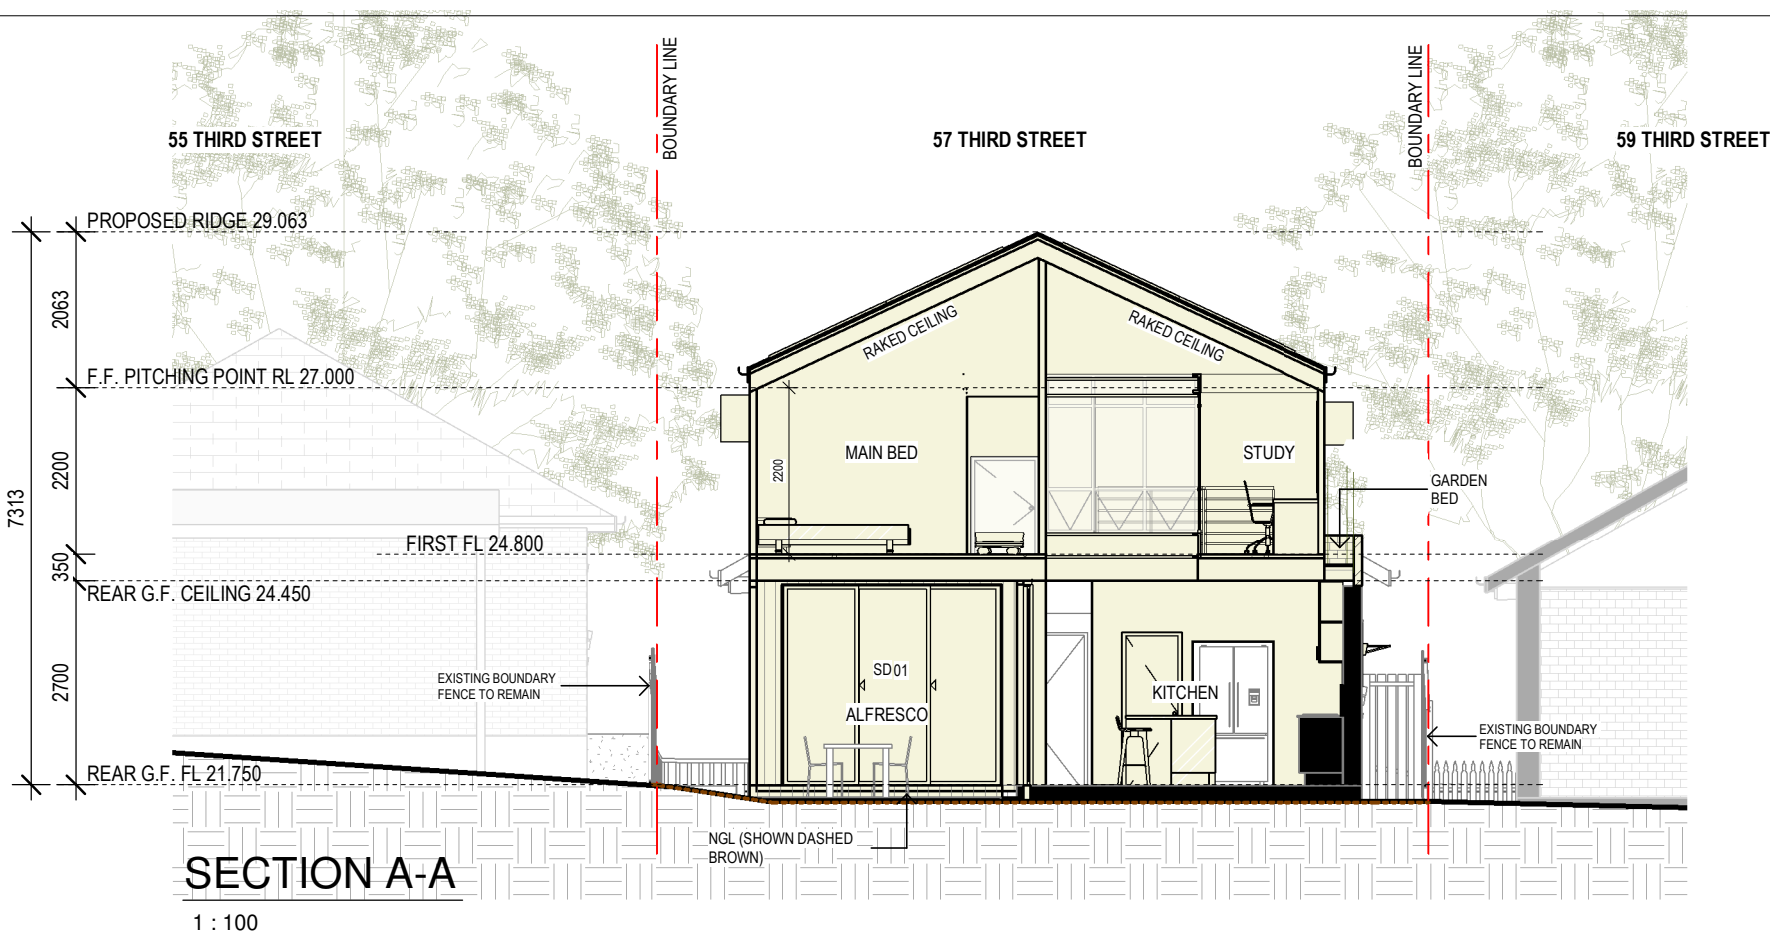 BOUNDARY LINE
BOUNDARY LINE
55 THIRD STREET
57 THIRD STREET
59 THIRD STREET
PROPOSED RIDGE 29.063
2063
RAKED CEILING
RAKED CEILING
F.F. PITCHING POINT RL 27.000
2200
7313
2200
MAIN BED
STUDY
GARDEN
BED
FIRST FL 24.800
350
REAR G.F. CEILING 24.450
2700
EXISTING BOUNDARY
FENCE TO REMAIN
SD 01
ALFRESCO
KITCHEN
EXISTING BOUNDARY
FENCE TO REMAIN
REAR G.F. FL 21.750
NGL (SHOWN DASHED
BROWN)
SECTION A-A
1 : 100